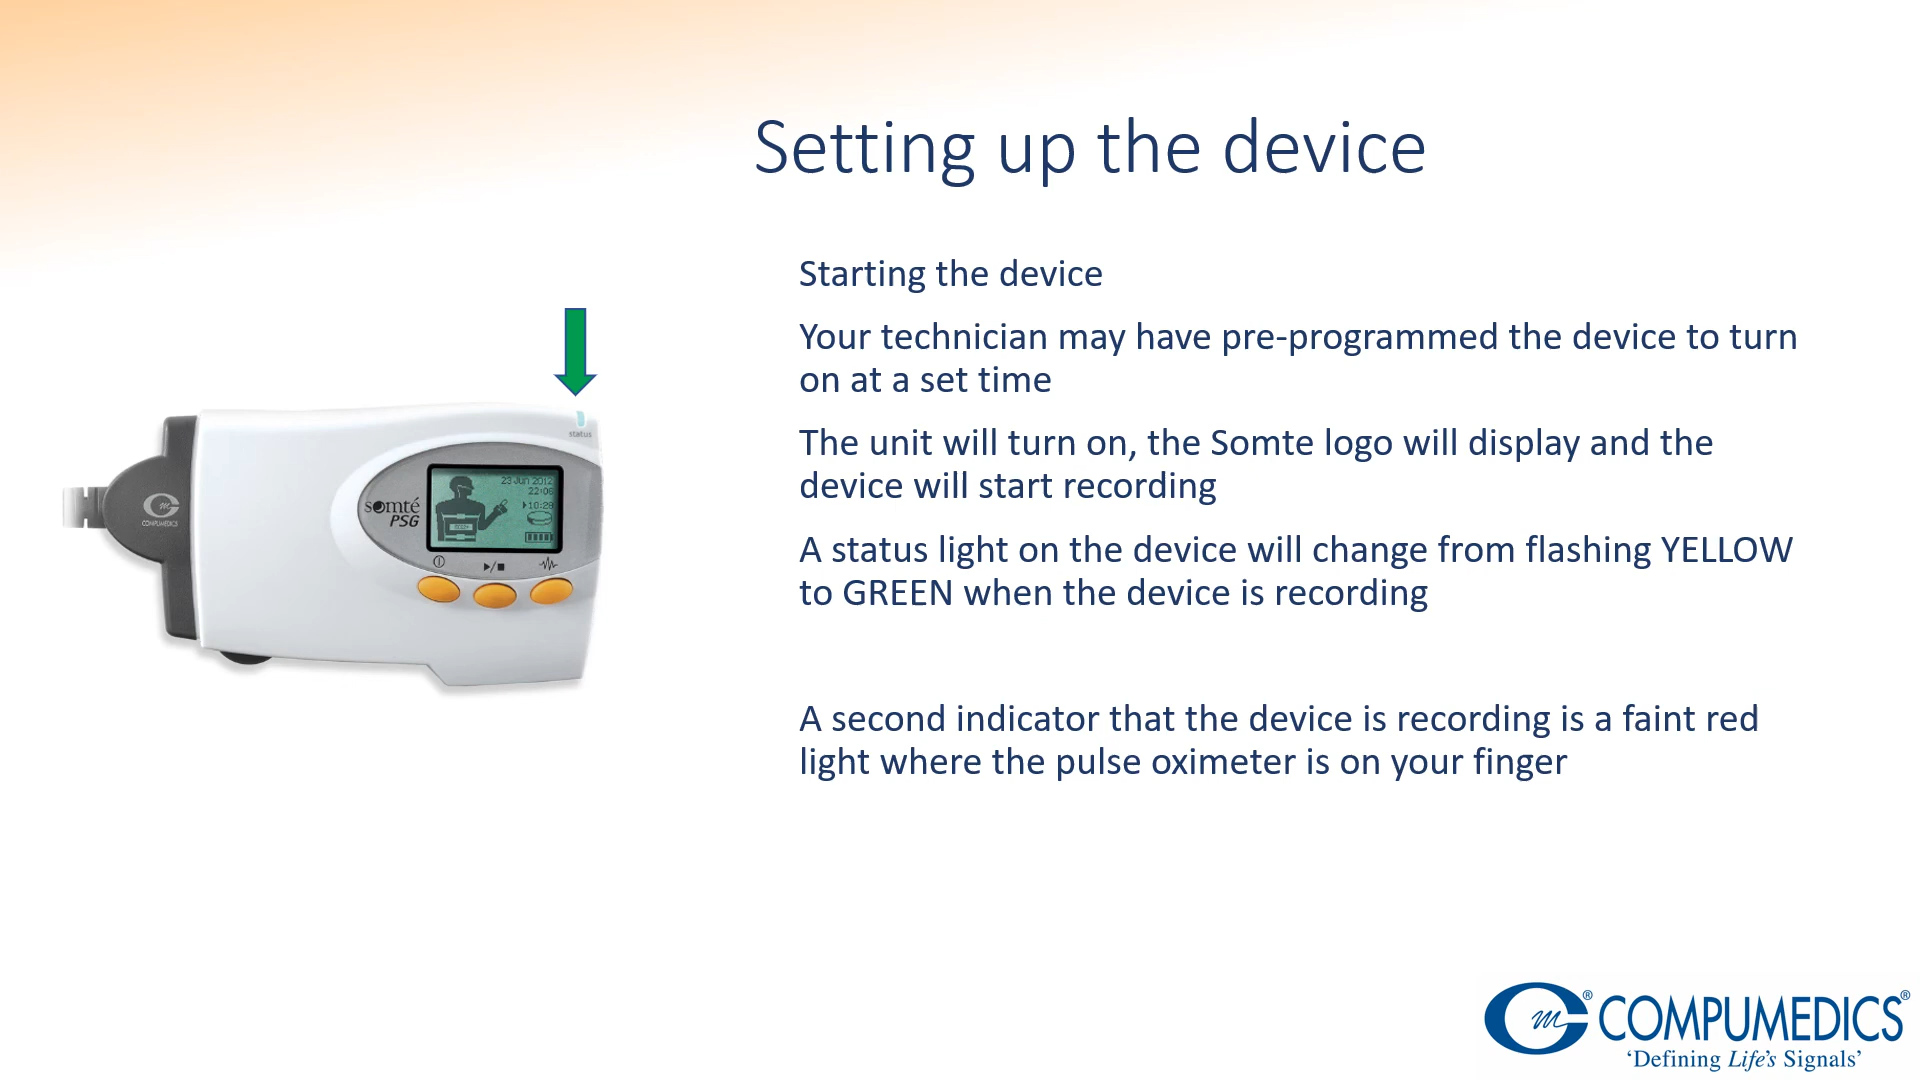 Setting up the device
Starting the device
Your technician may have pre-programmed the device to turn
on at a set time
The unit will turn on, the Somte logo will display and the
device will start recording
A status light on the device will change from flashing YELLOW
to GREEN when the device is recording
A second indicator that the device is recording is a faint red
light where the pulse oximeter is on your finger
status
23 Jun 2012
22:06
10:28
somté
PSG
COMPUMEDICS
COMPUMEDICS®
‘Defining Life’s Signals’